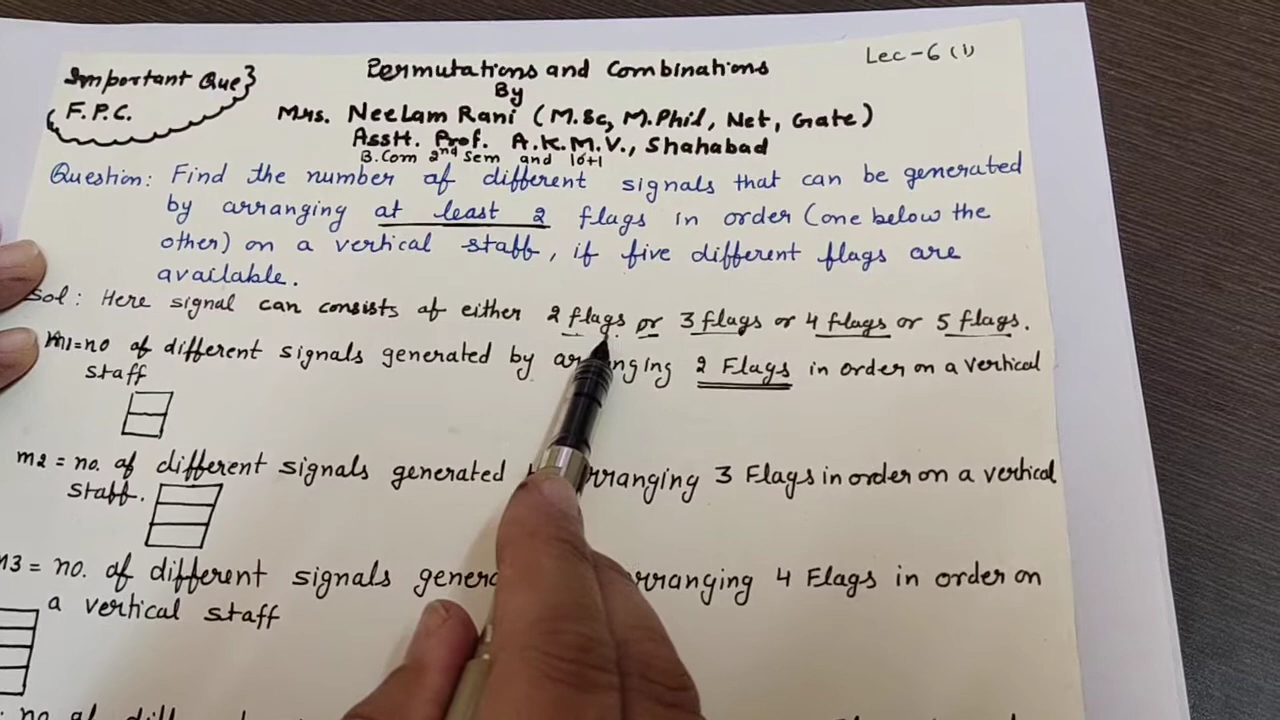 Lec-6 (1)
Important Que
F.P.C.
Permutations and Combinations
By
Mrs. Neelam Rani (M.Sc, M.Phil, Net, Gate)
Asstt. Prof. A.K.M.V., Shahabad
B.Com 2nd Sem and 10+1
Question: Find the number of different signals that can be generated
by arranging at least 2 flags in order (one below the
other) on a vertical staff, if five different flags are
available.
Sol: Here signal can consists of either 2 flags or 3 flags or 4 flags or 5 flags.
m1=no of different signals generated by arranging 2 Flags in order on a vertical
staff
m2 = no. of different signals generated arranging 3 Flags in order on a vertical
staff.
m3 = no. of different signals arranging 4 Flags in order on
a vertical staff
no of